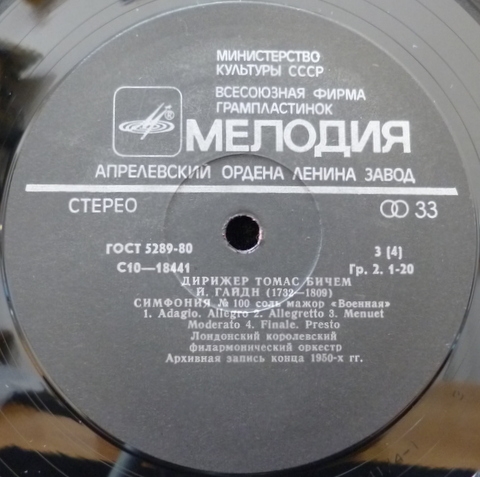 МИНИСТЕРСТВО
КУЛЬТУРЫ СССР
ВСЕСОЮЗНАЯ ФИРМА
ГРАМПЛАСТИНОК
МЕЛОДИЯ
АПРЕЛЕВСКИЙ ОРДЕНА ЛЕНИНА ЗАВОД
СТЕРЕО 33
ГОСТ 5289-80 3 [4]
С10—18441 Гр. 2. 1-20
ДИРИЖЕР ТОМАС БИЧЕМ
Й. ГАЙДН (1732—1809)
СИМФОНИЯ № 100 соль мажор «Военная»
1. Adagio. Allegro 2. Allegretto 3. Menuet
Moderato 4. Finale. Presto
Лондонский королевский
филармонический оркестр
Архивная запись конца 1950-х гг.